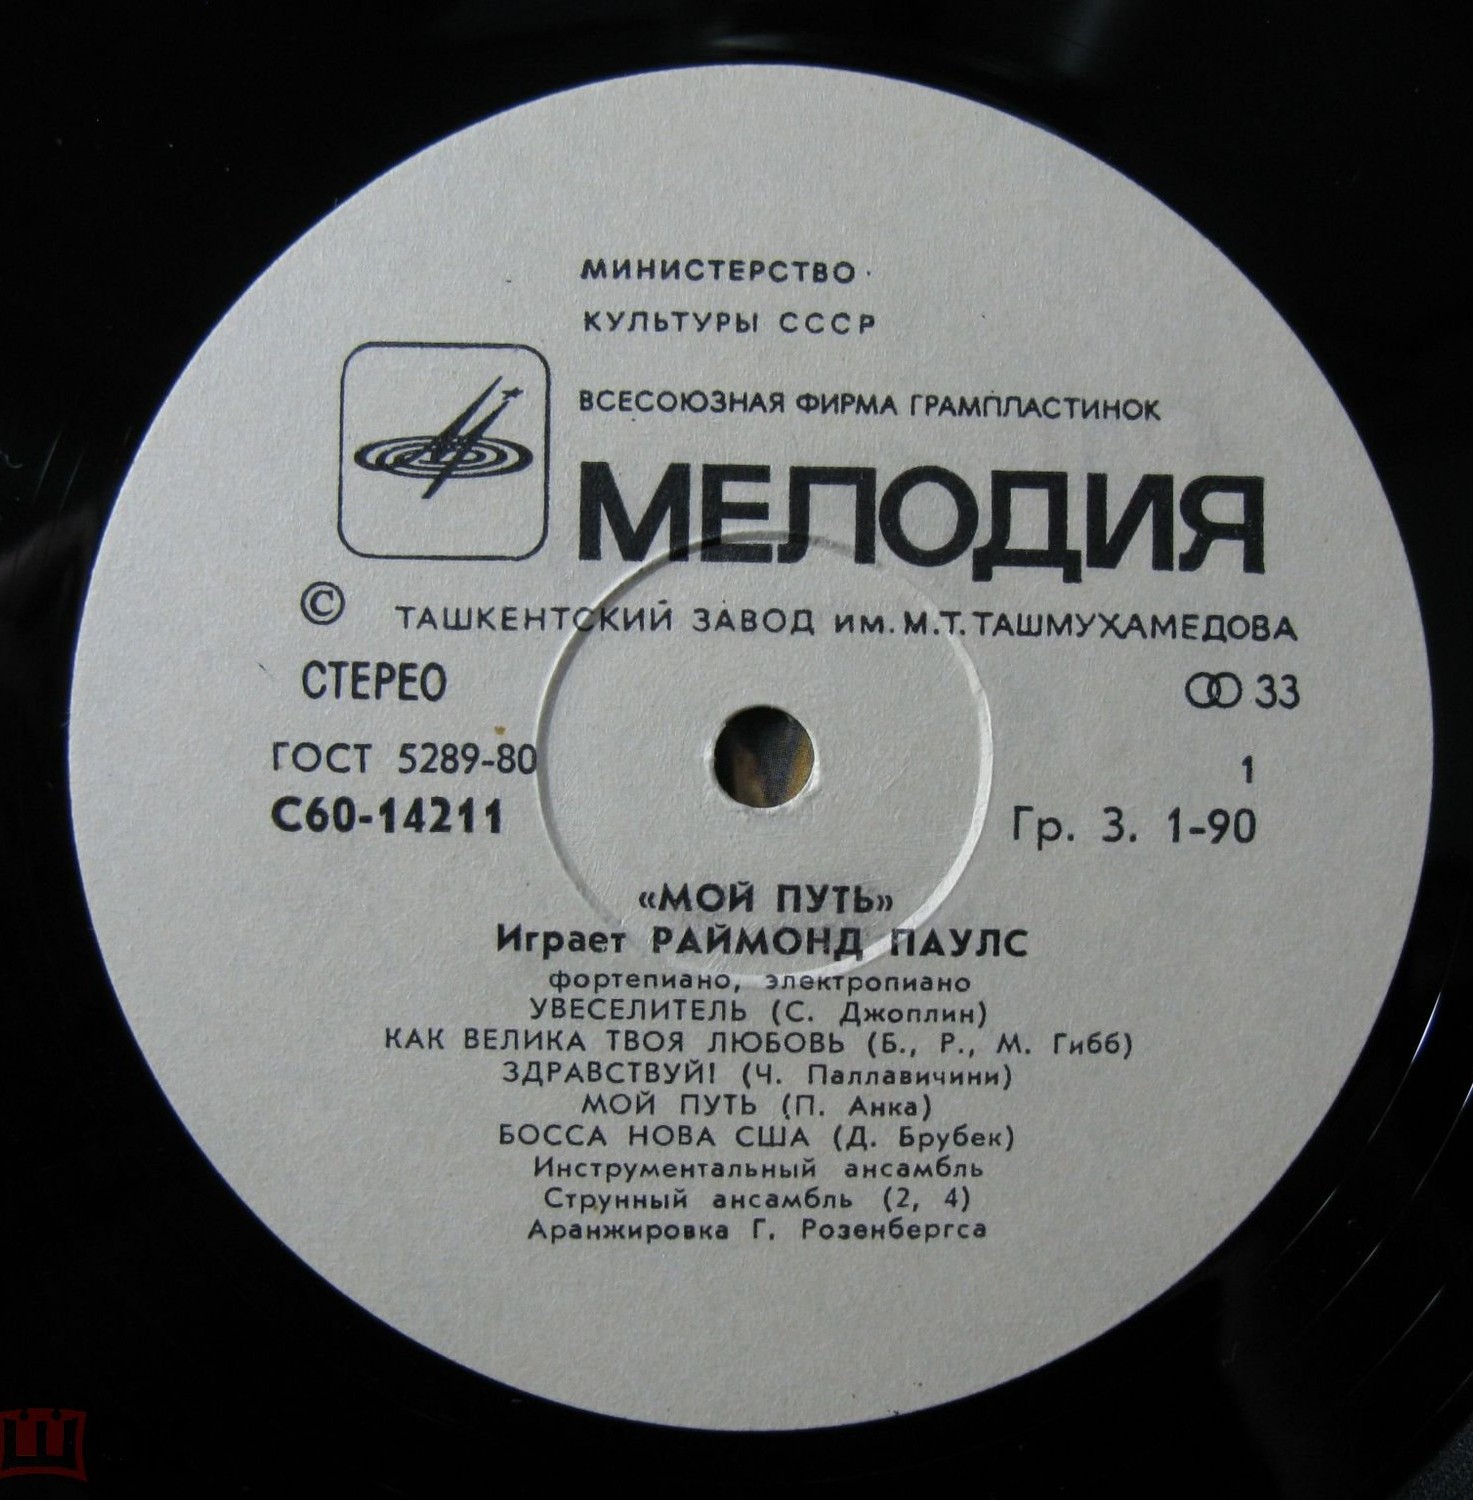 МИНИСТЕРСТВО
КУЛЬТУРЫ СССР
ВСЕСОЮЗНАЯ ФИРМА ГРАМПЛАСТИНОК
МЕЛОДИЯ
© ТАШКЕНТСКИЙ ЗАВОД ИМ. М.Т. ТАШМУХАМЕДОВА
СТЕРЕО 33
ГОСТ 5289-80 1
С60-14211 Гр. 3. 1-90
«МОЙ ПУТЬ»
Играет РАЙМОНД ПАУЛС
фортепиано, электропиано
УВЕСЕЛИТЕЛЬ (С. Джоплин)
КАК ВЕЛИКА ТВОЯ ЛЮБОВЬ (Б., Р., М. Гибб)
ЗДРАВСТВУЙ! (Ч. Паллавичини)
МОЙ ПУТЬ (П. Анка)
БОССА НОВА США (Д. Брубек)
Инструментальный ансамбль
Струнный ансамбль (2, 4)
Аранжировка Г. Розенбергса